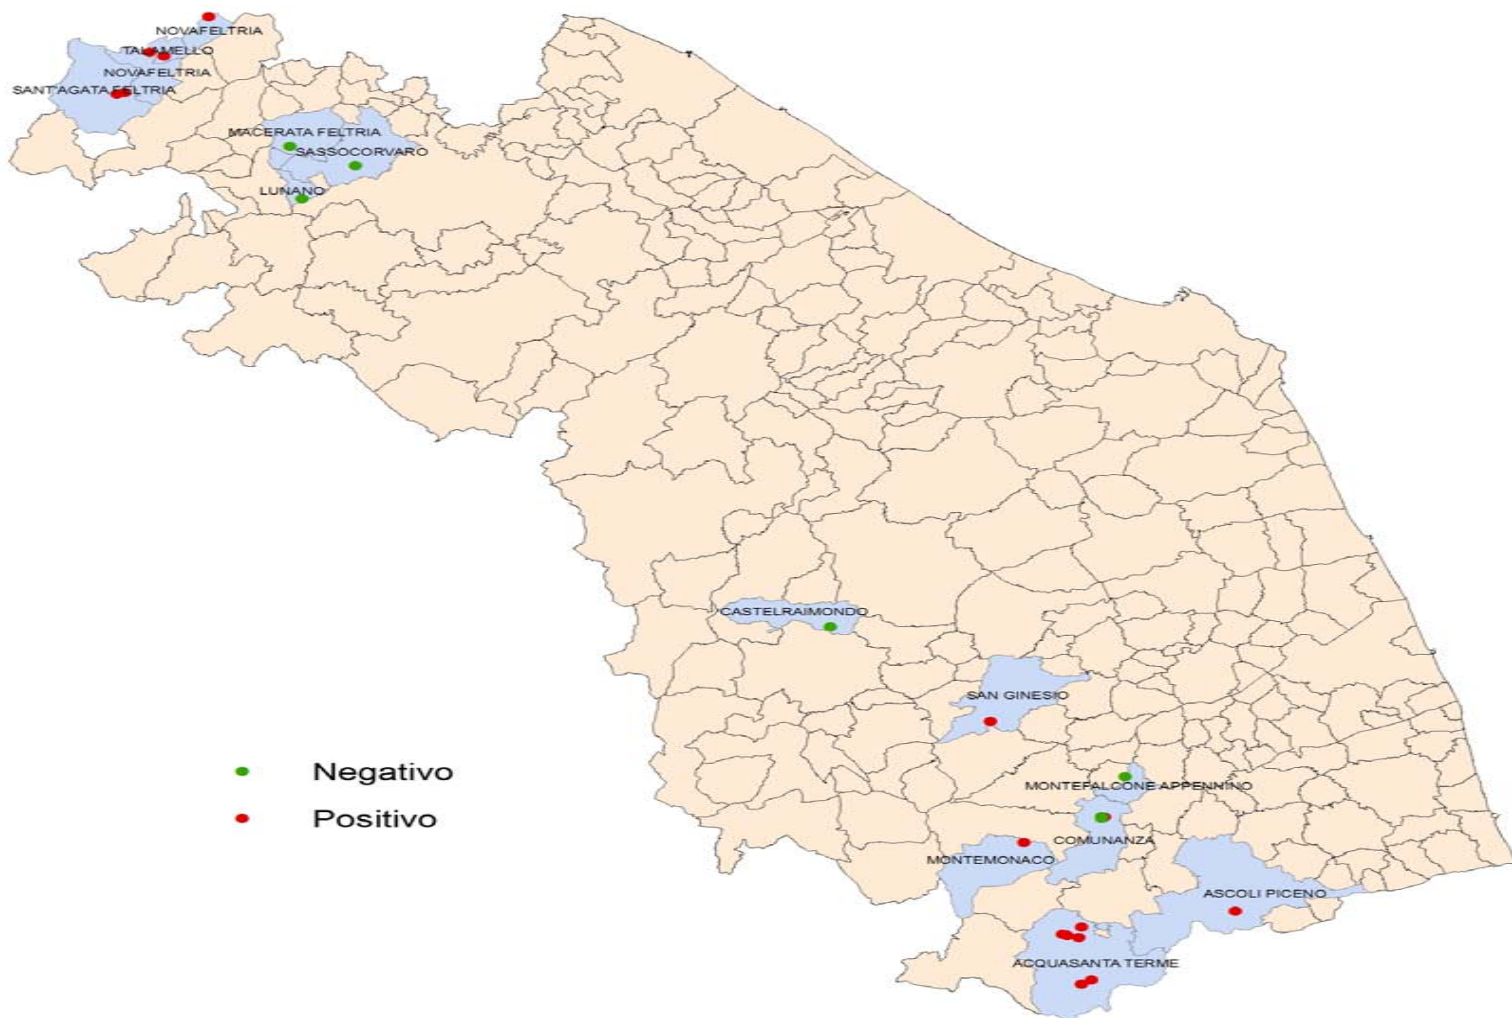 NOVAFELTRIA
TALAMELLO
NOVAFELTRIA
SANT'AGATA FELTRIA
MACERATA FELTRIA
SASSOCORVARO
LUNANO
CASTELRAIMONDO
SAN GINESIO
Negativo
MONTEFALCONE APPENNINO
Positivo
COMUNANZA
MONTEMONACO
ASCOLI PICENO
ACQUASANTA TERME